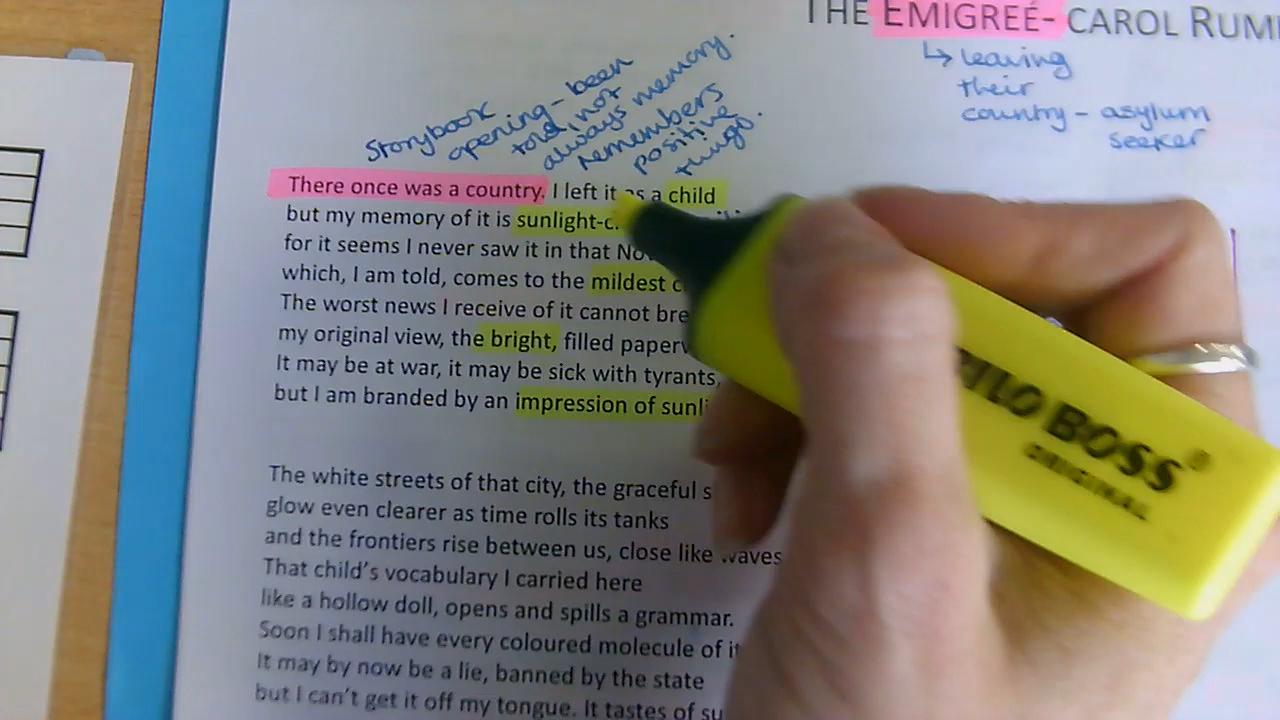 THE EMIGREÉ- CAROL RUM
↳ leaving
their
country - asylum
seeker
Storybook
opening - been
told, not
always memory.
remembers
positive
things.
There once was a country. I left it as a child
but my memory of it is sunlight-c
for it seems I never saw it in that No
which, I am told, comes to the mildest c
The worst news I receive of it cannot bre
my original view, the bright, filled paperw
It may be at war, it may be sick with tyrants,
but I am branded by an impression of sunli
The white streets of that city, the graceful s
glow even clearer as time rolls its tanks
and the frontiers rise between us, close like waves
That child's vocabulary I carried here
like a hollow doll, opens and spills a grammar.
Soon I shall have every coloured molecule of it
It may by now be a lie, banned by the state
but I can't get it off my tongue. It tastes of su
BOSS®
ORIGINAL